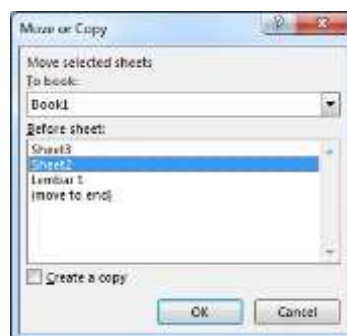 Move or Copy
Move selected sheets
To book:
Book1
Before sheet:
Sheet3
Sheet2
Lembar 1
(move to end)
Create a copy
OK
Cancel